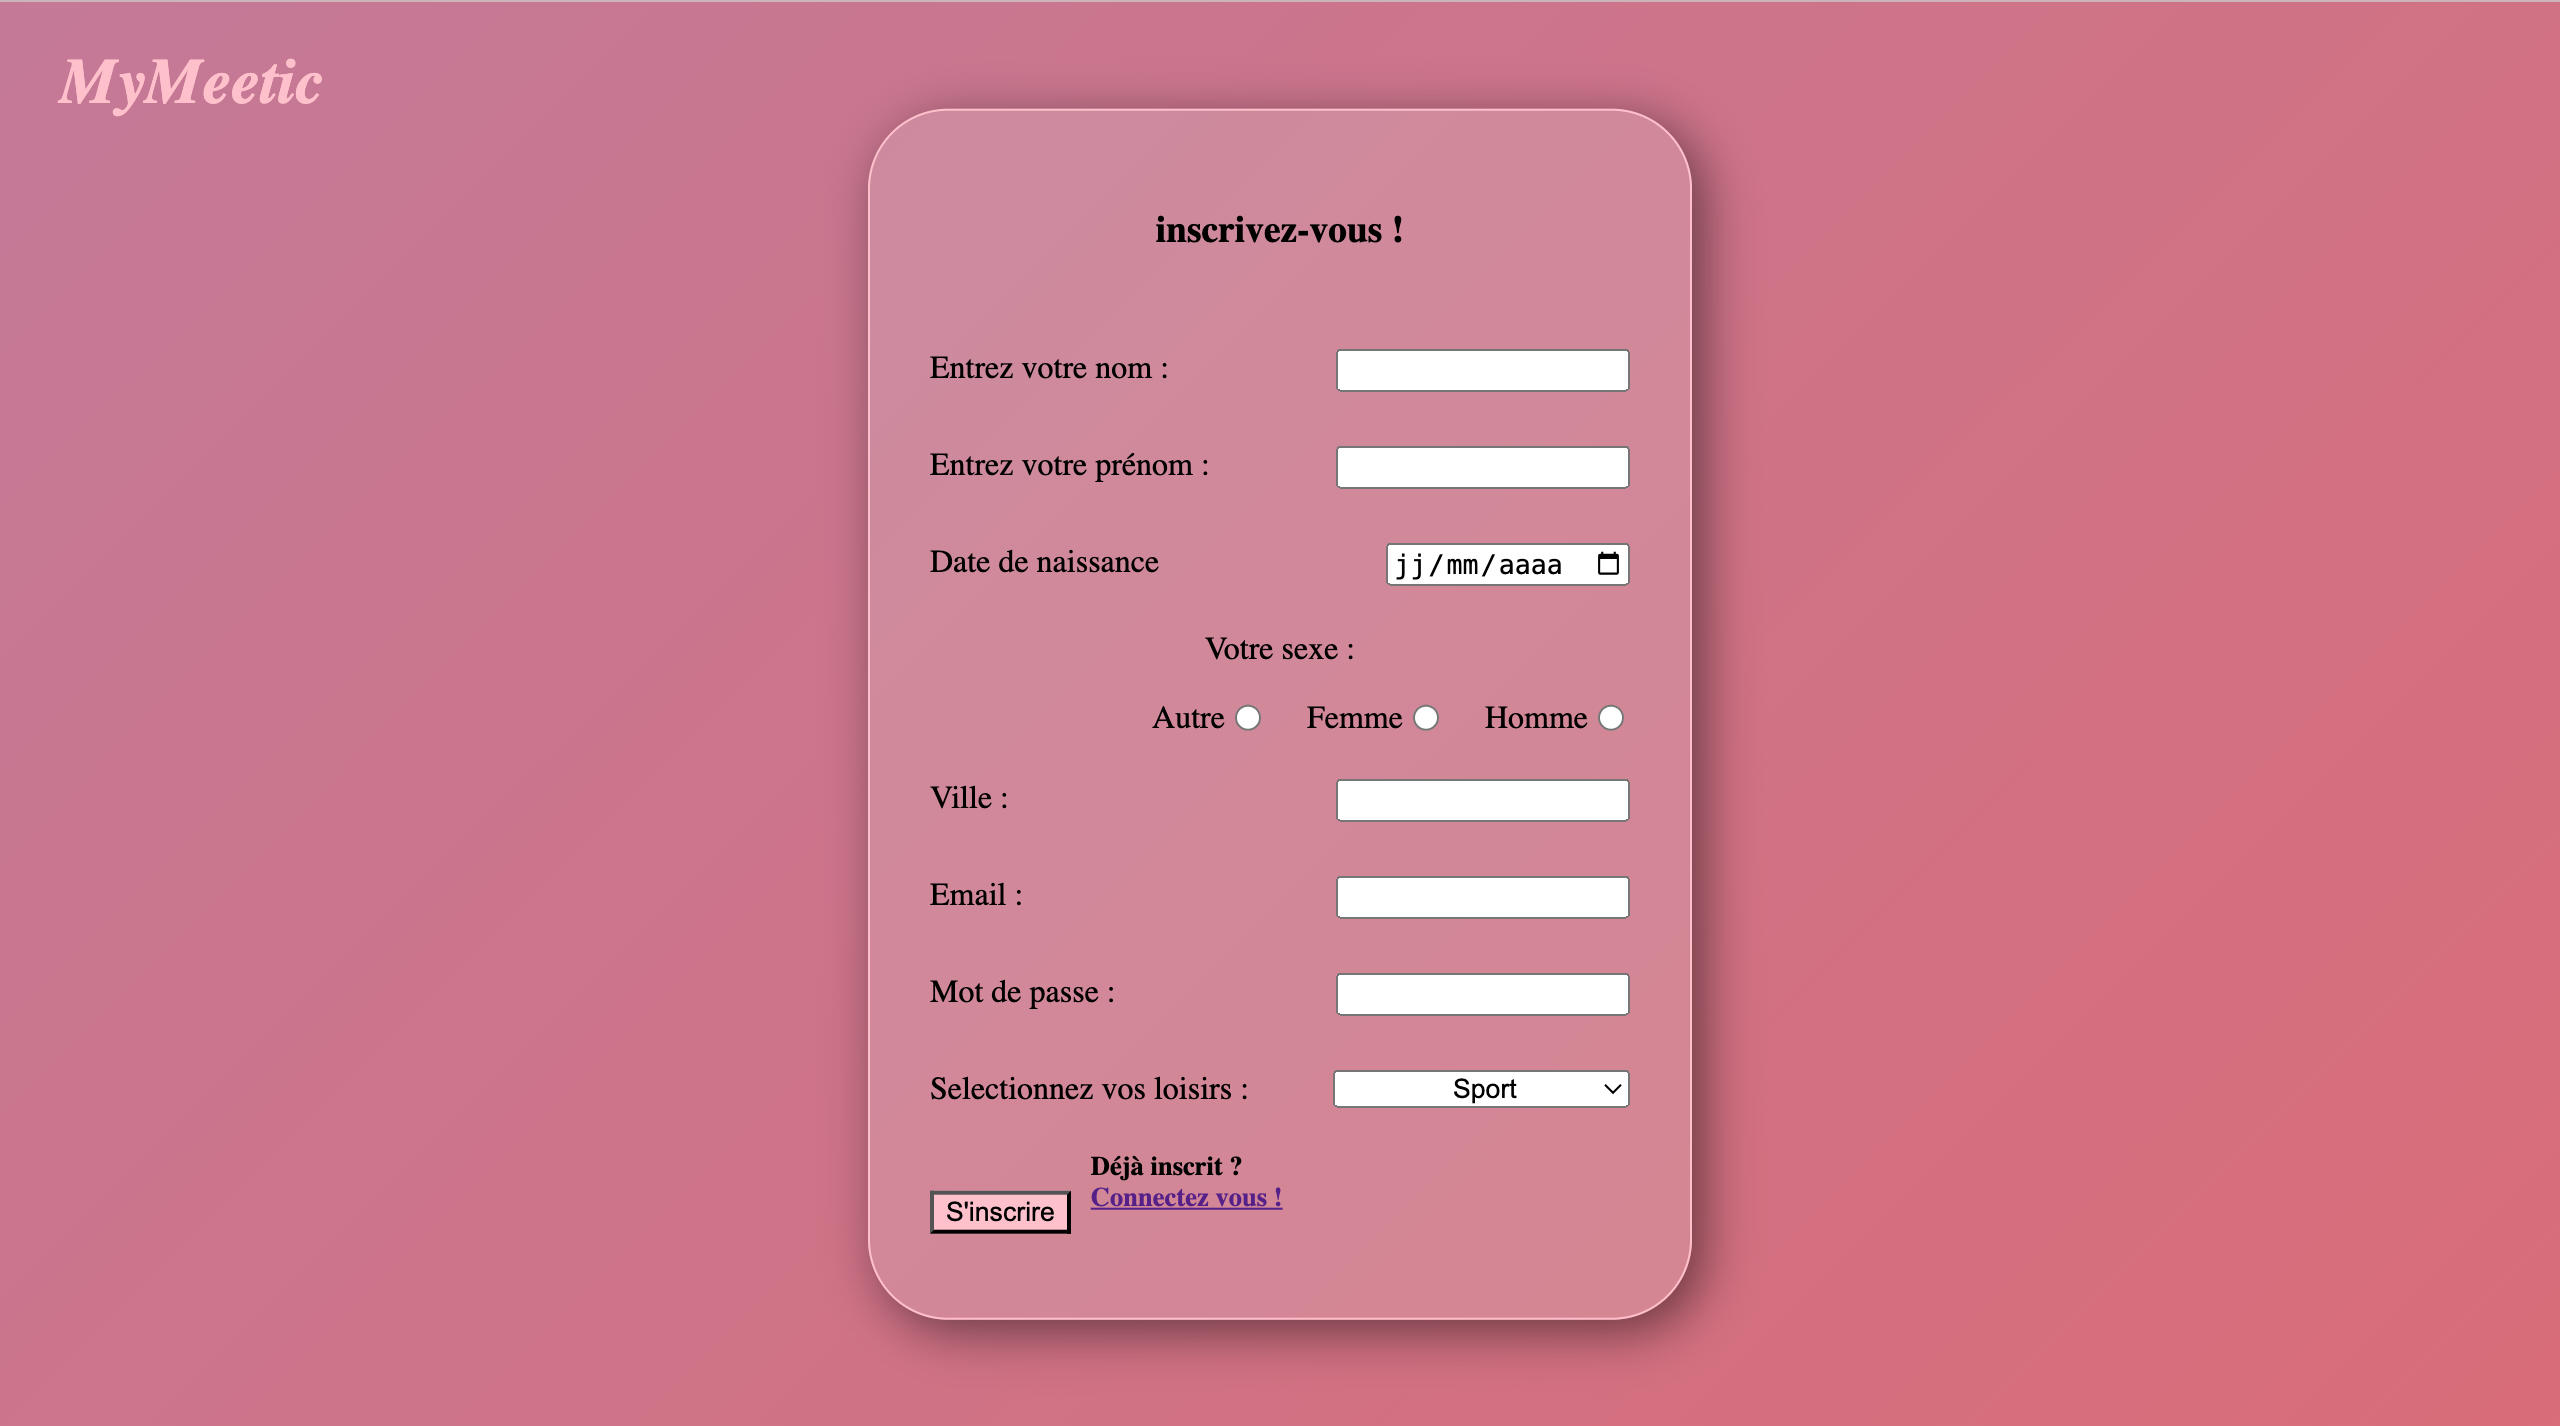 MyMeetic
inscrivez-vous !
Entrez votre nom :
Entrez votre prénom :
Date de naissance jj/mm/aaaa
Votre sexe :
Autre Femme Homme
Ville :
Email :
Mot de passe :
Selectionnez vos loisirs : Sport
Déjà inscrit ?
Connectez vous !
S'inscrire